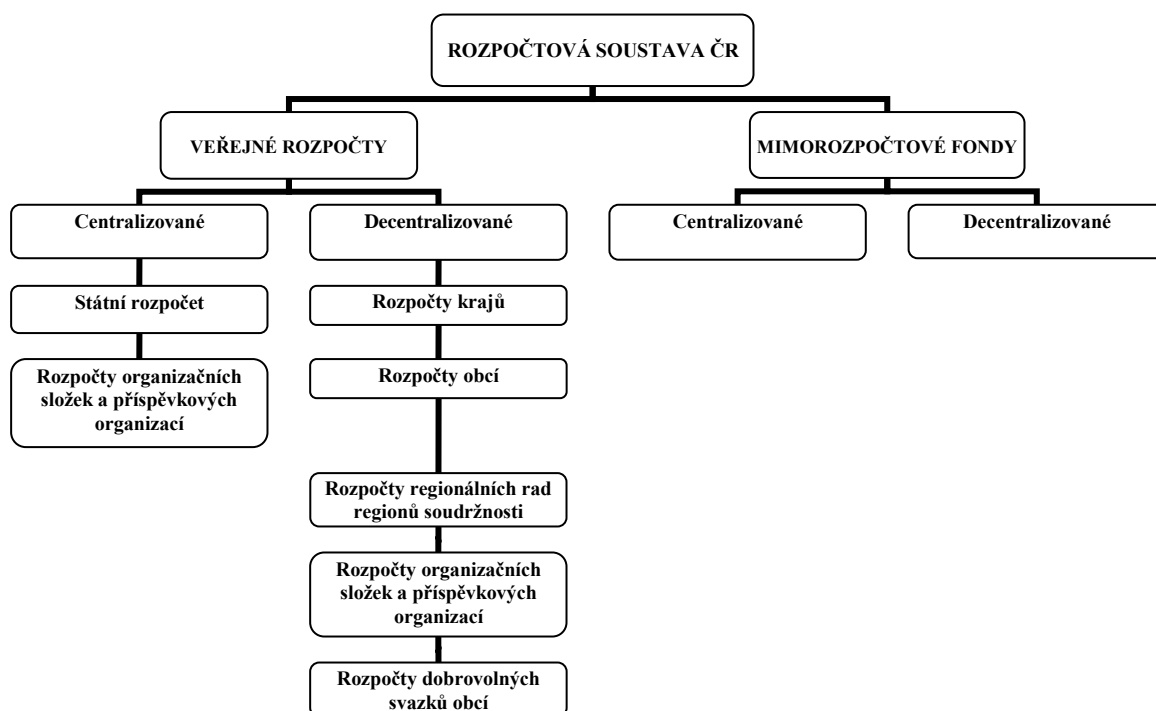 ROZPOČTOVÁ SOUSTAVA ČR
VEŘEJNÉ ROZPOČTY
MIMOROZPOČTOVÉ FONDY
Centralizované
Decentralizované
Centralizované
Decentralizované
Státní rozpočet
Rozpočty krajů
Rozpočty organizačních
složek a příspěvkových
organizací
Rozpočty obcí
Rozpočty regionálních rad
regionů soudržnosti
Rozpočty organizačních
složek a příspěvkových
organizací
Rozpočty dobrovolných
svazků obcí